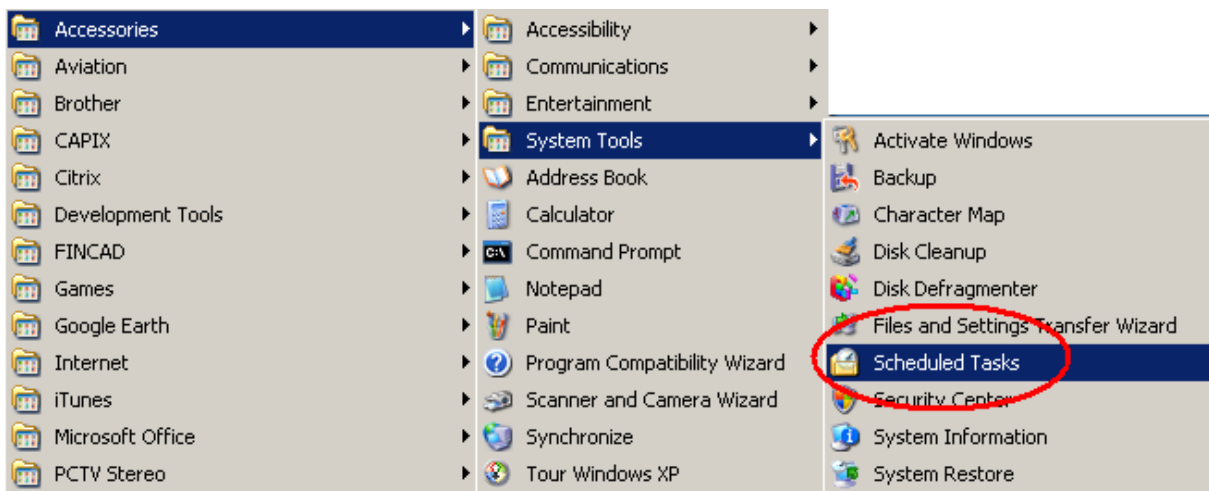 Accessories
Aviation
Brother
CAPIX
Citrix
Development Tools
FINCAD
Games
Google Earth
Internet
iTunes
Microsoft Office
PCTV Stereo
Accessibility
Communications
Entertainment
System Tools
Address Book
Calculator
Command Prompt
Notepad
Paint
Program Compatibility Wizard
Scanner and Camera Wizard
Synchronize
Tour Windows XP
Activate Windows
Backup
Character Map
Disk Cleanup
Disk Defragmenter
Files and Settings Transfer Wizard
Scheduled Tasks
Security Center
System Information
System Restore